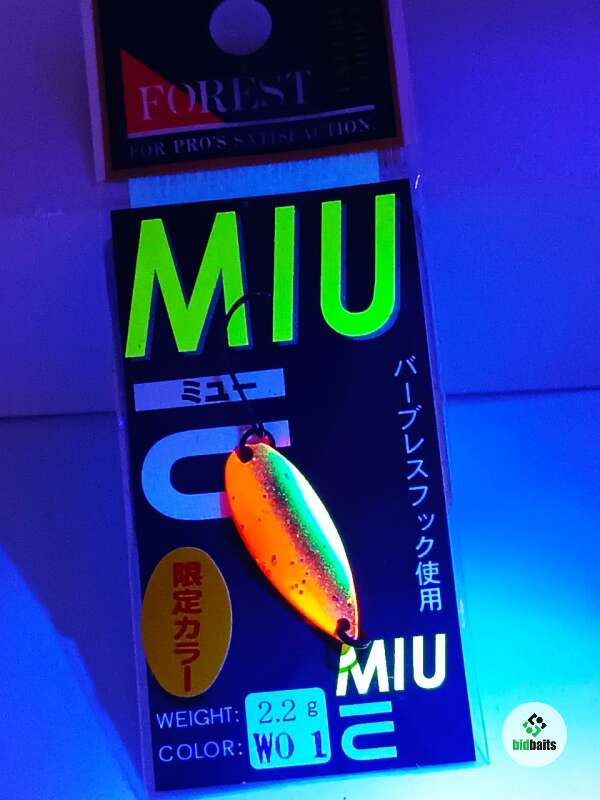 FOREST
FOR PRO'S SATISFACTION.
MIU
ミュー
バーブレスフック使用
限定カラー
MIU
WEIGHT: 2.2 g
COLOR: WO 1
bidbaits